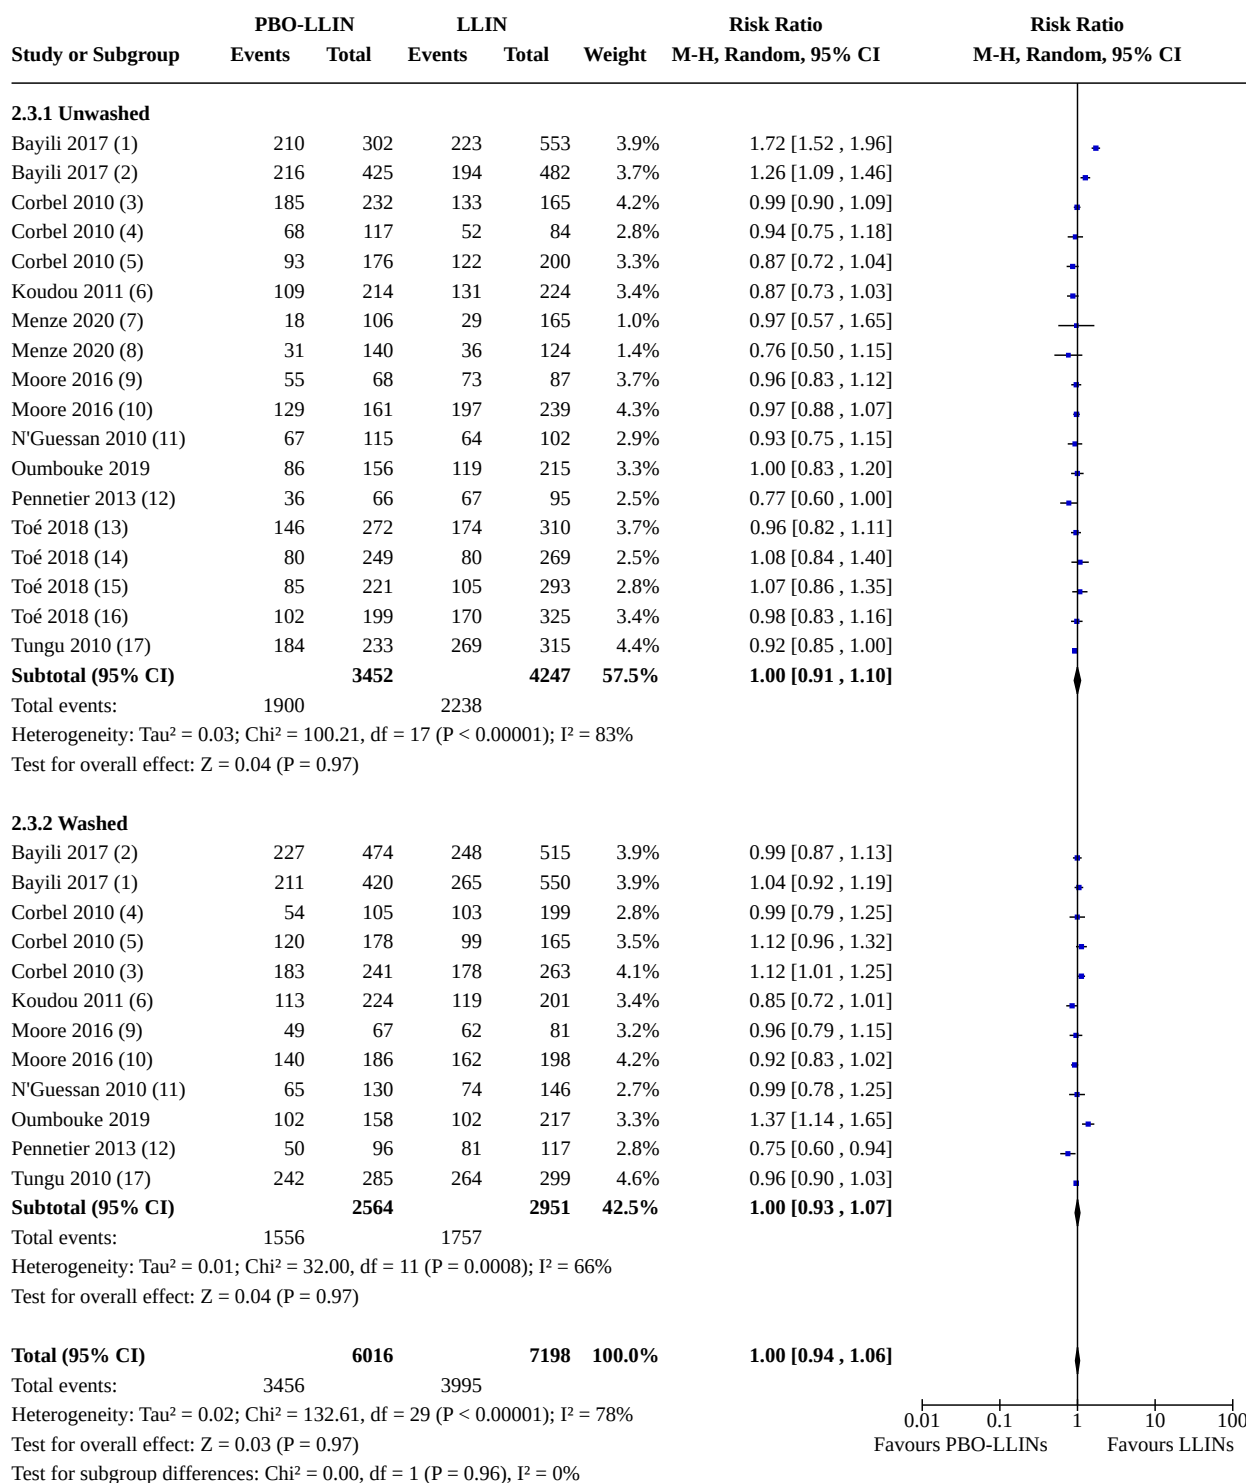 PBO-LLIN LLIN Risk Ratio Risk Ratio
Study or Subgroup Events Total Events Total Weight M-H, Random, 95% CI M-H, Random, 95% CI
2.3.1 Unwashed
Bayili 2017 (1) 210 302 223 553 3.9% 1.72 [1.52 , 1.96]
Bayili 2017 (2) 216 425 194 482 3.7% 1.26 [1.09 , 1.46]
Corbel 2010 (3) 185 232 133 165 4.2% 0.99 [0.90 , 1.09]
Corbel 2010 (4) 68 117 52 84 2.8% 0.94 [0.75 , 1.18]
Corbel 2010 (5) 93 176 122 200 3.3% 0.87 [0.72 , 1.04]
Koudou 2011 (6) 109 214 131 224 3.4% 0.87 [0.73 , 1.03]
Menze 2020 (7) 18 106 29 165 1.0% 0.97 [0.57 , 1.65]
Menze 2020 (8) 31 140 36 124 1.4% 0.76 [0.50 , 1.15]
Moore 2016 (9) 55 68 73 87 3.7% 0.96 [0.83 , 1.12]
Moore 2016 (10) 129 161 197 239 4.3% 0.97 [0.88 , 1.07]
N'Guessan 2010 (11) 67 115 64 102 2.9% 0.93 [0.75 , 1.15]
Oumbouke 2019 86 156 119 215 3.3% 1.00 [0.83 , 1.20]
Pennetier 2013 (12) 36 66 67 95 2.5% 0.77 [0.60 , 1.00]
Toé 2018 (13) 146 272 174 310 3.7% 0.96 [0.82 , 1.11]
Toé 2018 (14) 80 249 80 269 2.5% 1.08 [0.84 , 1.40]
Toé 2018 (15) 85 221 105 293 2.8% 1.07 [0.86 , 1.35]
Toé 2018 (16) 102 199 170 325 3.4% 0.98 [0.83 , 1.16]
Tungu 2010 (17) 184 233 269 315 4.4% 0.92 [0.85 , 1.00]
Subtotal (95% CI) 3452 4247 57.5% 1.00 [0.91 , 1.10]
Total events: 1900 2238
Heterogeneity: Tau² = 0.03; Chi² = 100.21, df = 17 (P < 0.00001); I² = 83%
Test for overall effect: Z = 0.04 (P = 0.97)
2.3.2 Washed
Bayili 2017 (2) 227 474 248 515 3.9% 0.99 [0.87 , 1.13]
Bayili 2017 (1) 211 420 265 550 3.9% 1.04 [0.92 , 1.19]
Corbel 2010 (4) 54 105 103 199 2.8% 0.99 [0.79 , 1.25]
Corbel 2010 (5) 120 178 99 165 3.5% 1.12 [0.96 , 1.32]
Corbel 2010 (3) 183 241 178 263 4.1% 1.12 [1.01 , 1.25]
Koudou 2011 (6) 113 224 119 201 3.4% 0.85 [0.72 , 1.01]
Moore 2016 (9) 49 67 62 81 3.2% 0.96 [0.79 , 1.15]
Moore 2016 (10) 140 186 162 198 4.2% 0.92 [0.83 , 1.02]
N'Guessan 2010 (11) 65 130 74 146 2.7% 0.99 [0.78 , 1.25]
Oumbouke 2019 102 158 102 217 3.3% 1.37 [1.14 , 1.65]
Pennetier 2013 (12) 50 96 81 117 2.8% 0.75 [0.60 , 0.94]
Tungu 2010 (17) 242 285 264 299 4.6% 0.96 [0.90 , 1.03]
Subtotal (95% CI) 2564 2951 42.5% 1.00 [0.93 , 1.07]
Total events: 1556 1757
Heterogeneity: Tau² = 0.01; Chi² = 32.00, df = 11 (P = 0.0008); I² = 66%
Test for overall effect: Z = 0.04 (P = 0.97)
Total (95% CI) 6016 7198 100.0% 1.00 [0.94 , 1.06]
Total events: 3456 3995
Heterogeneity: Tau² = 0.02; Chi² = 132.61, df = 29 (P < 0.00001); I² = 78%
0.01 0.1 1 10 100
Test for overall effect: Z = 0.03 (P = 0.97) Favours PBO-LLINs Favours LLINs
Test for subgroup differences: Chi² = 0.00, df = 1 (P = 0.96), I² = 0%